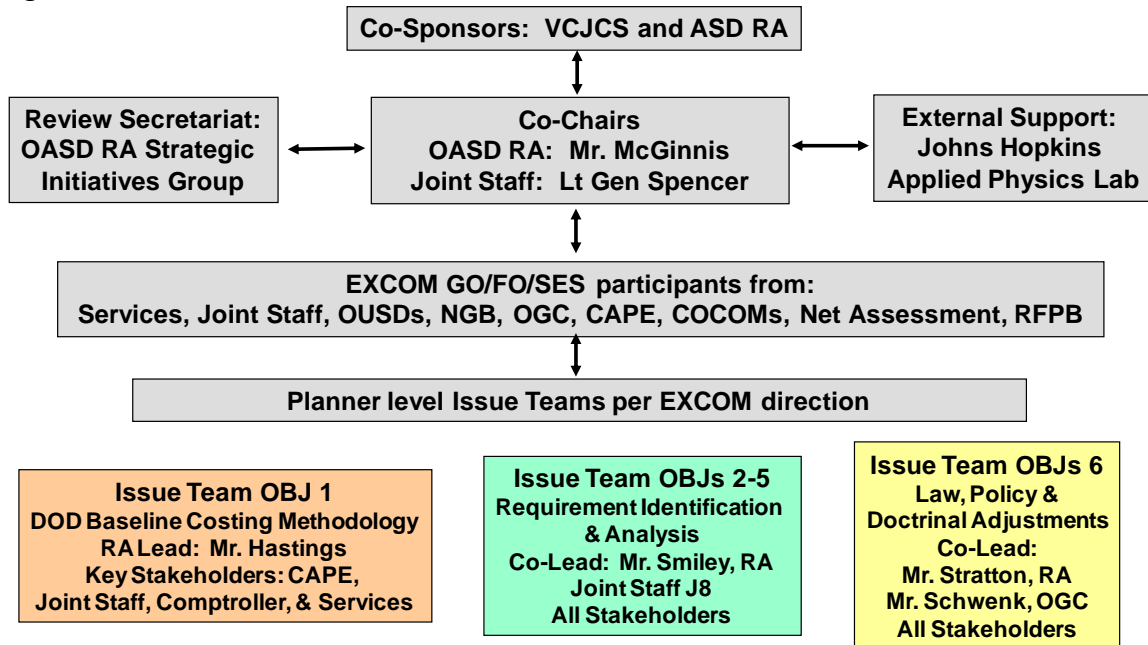 Co-Sponsors: VCJCS and ASD RA
Review Secretariat:
OASD RA Strategic
Initiatives Group
Co-Chairs
OASD RA: Mr. McGinnis
Joint Staff: Lt Gen Spencer
External Support:
Johns Hopkins
Applied Physics Lab
EXCOM GO/FO/SES participants from:
Services, Joint Staff, OUSDs, NGB, OGC, CAPE, COCOMs, Net Assessment, RFPB
Planner level Issue Teams per EXCOM direction
Issue Team OBJ 1
DOD Baseline Costing Methodology
RA Lead: Mr. Hastings
Key Stakeholders: CAPE,
Joint Staff, Comptroller, & Services
Issue Team OBJs 2-5
Requirement Identification
& Analysis
Co-Lead: Mr. Smiley, RA
Joint Staff J8
All Stakeholders
Issue Team OBJs 6
Law, Policy &
Doctrinal Adjustments
Co-Lead:
Mr. Stratton, RA
Mr. Schwenk, OGC
All Stakeholders